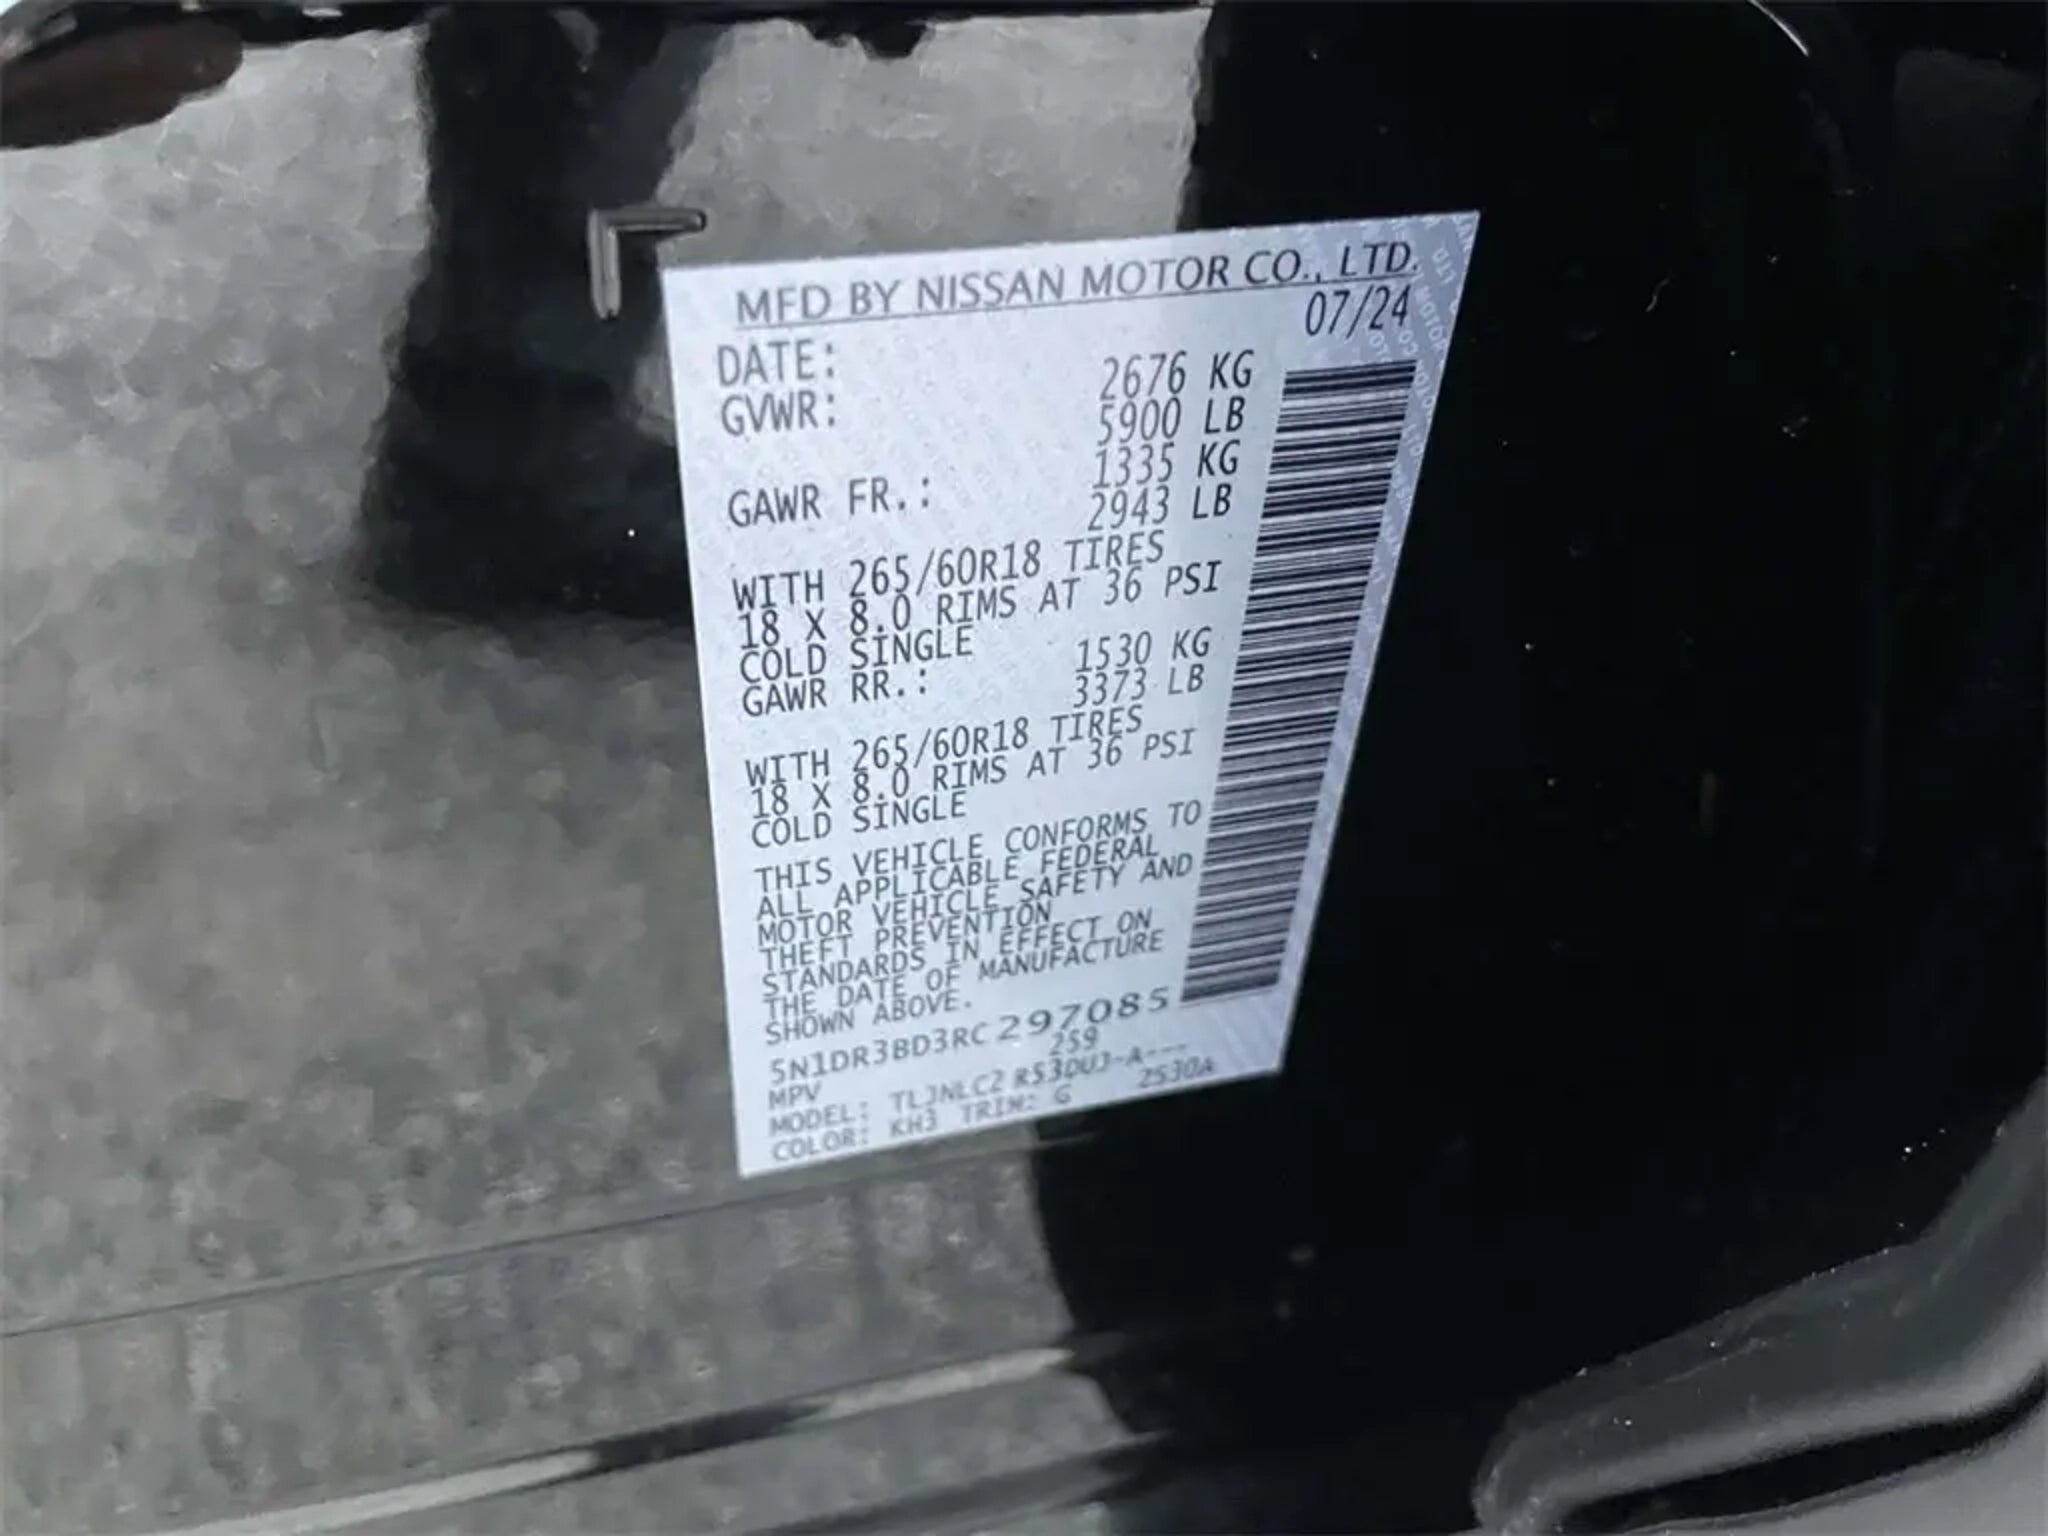 MFD BY NISSAN MOTOR CO., LTD.
DATE: 07/24
GVWR: 2676 KG
5900 LB
GAWR FR.: 1335 KG
2943 LB
WITH 265/60R18 TIRES
18 X 8.0 RIMS AT 36 PSI
COLD SINGLE
GAWR RR.: 1530 KG
3373 LB
WITH 265/60R18 TIRES
18 X 8.0 RIMS AT 36 PSI
COLD SINGLE
THIS VEHICLE CONFORMS TO
ALL APPLICABLE FEDERAL
MOTOR VEHICLE SAFETY AND
THEFT PREVENTION
STANDARDS IN EFFECT ON
THE DATE OF MANUFACTURE
SHOWN ABOVE.
5N1DR3BD3RC297085
MPV 259
MODEL: TLJNLC2 R53DUJ-A---
COLOR: KH3 TRIM: G 2530A